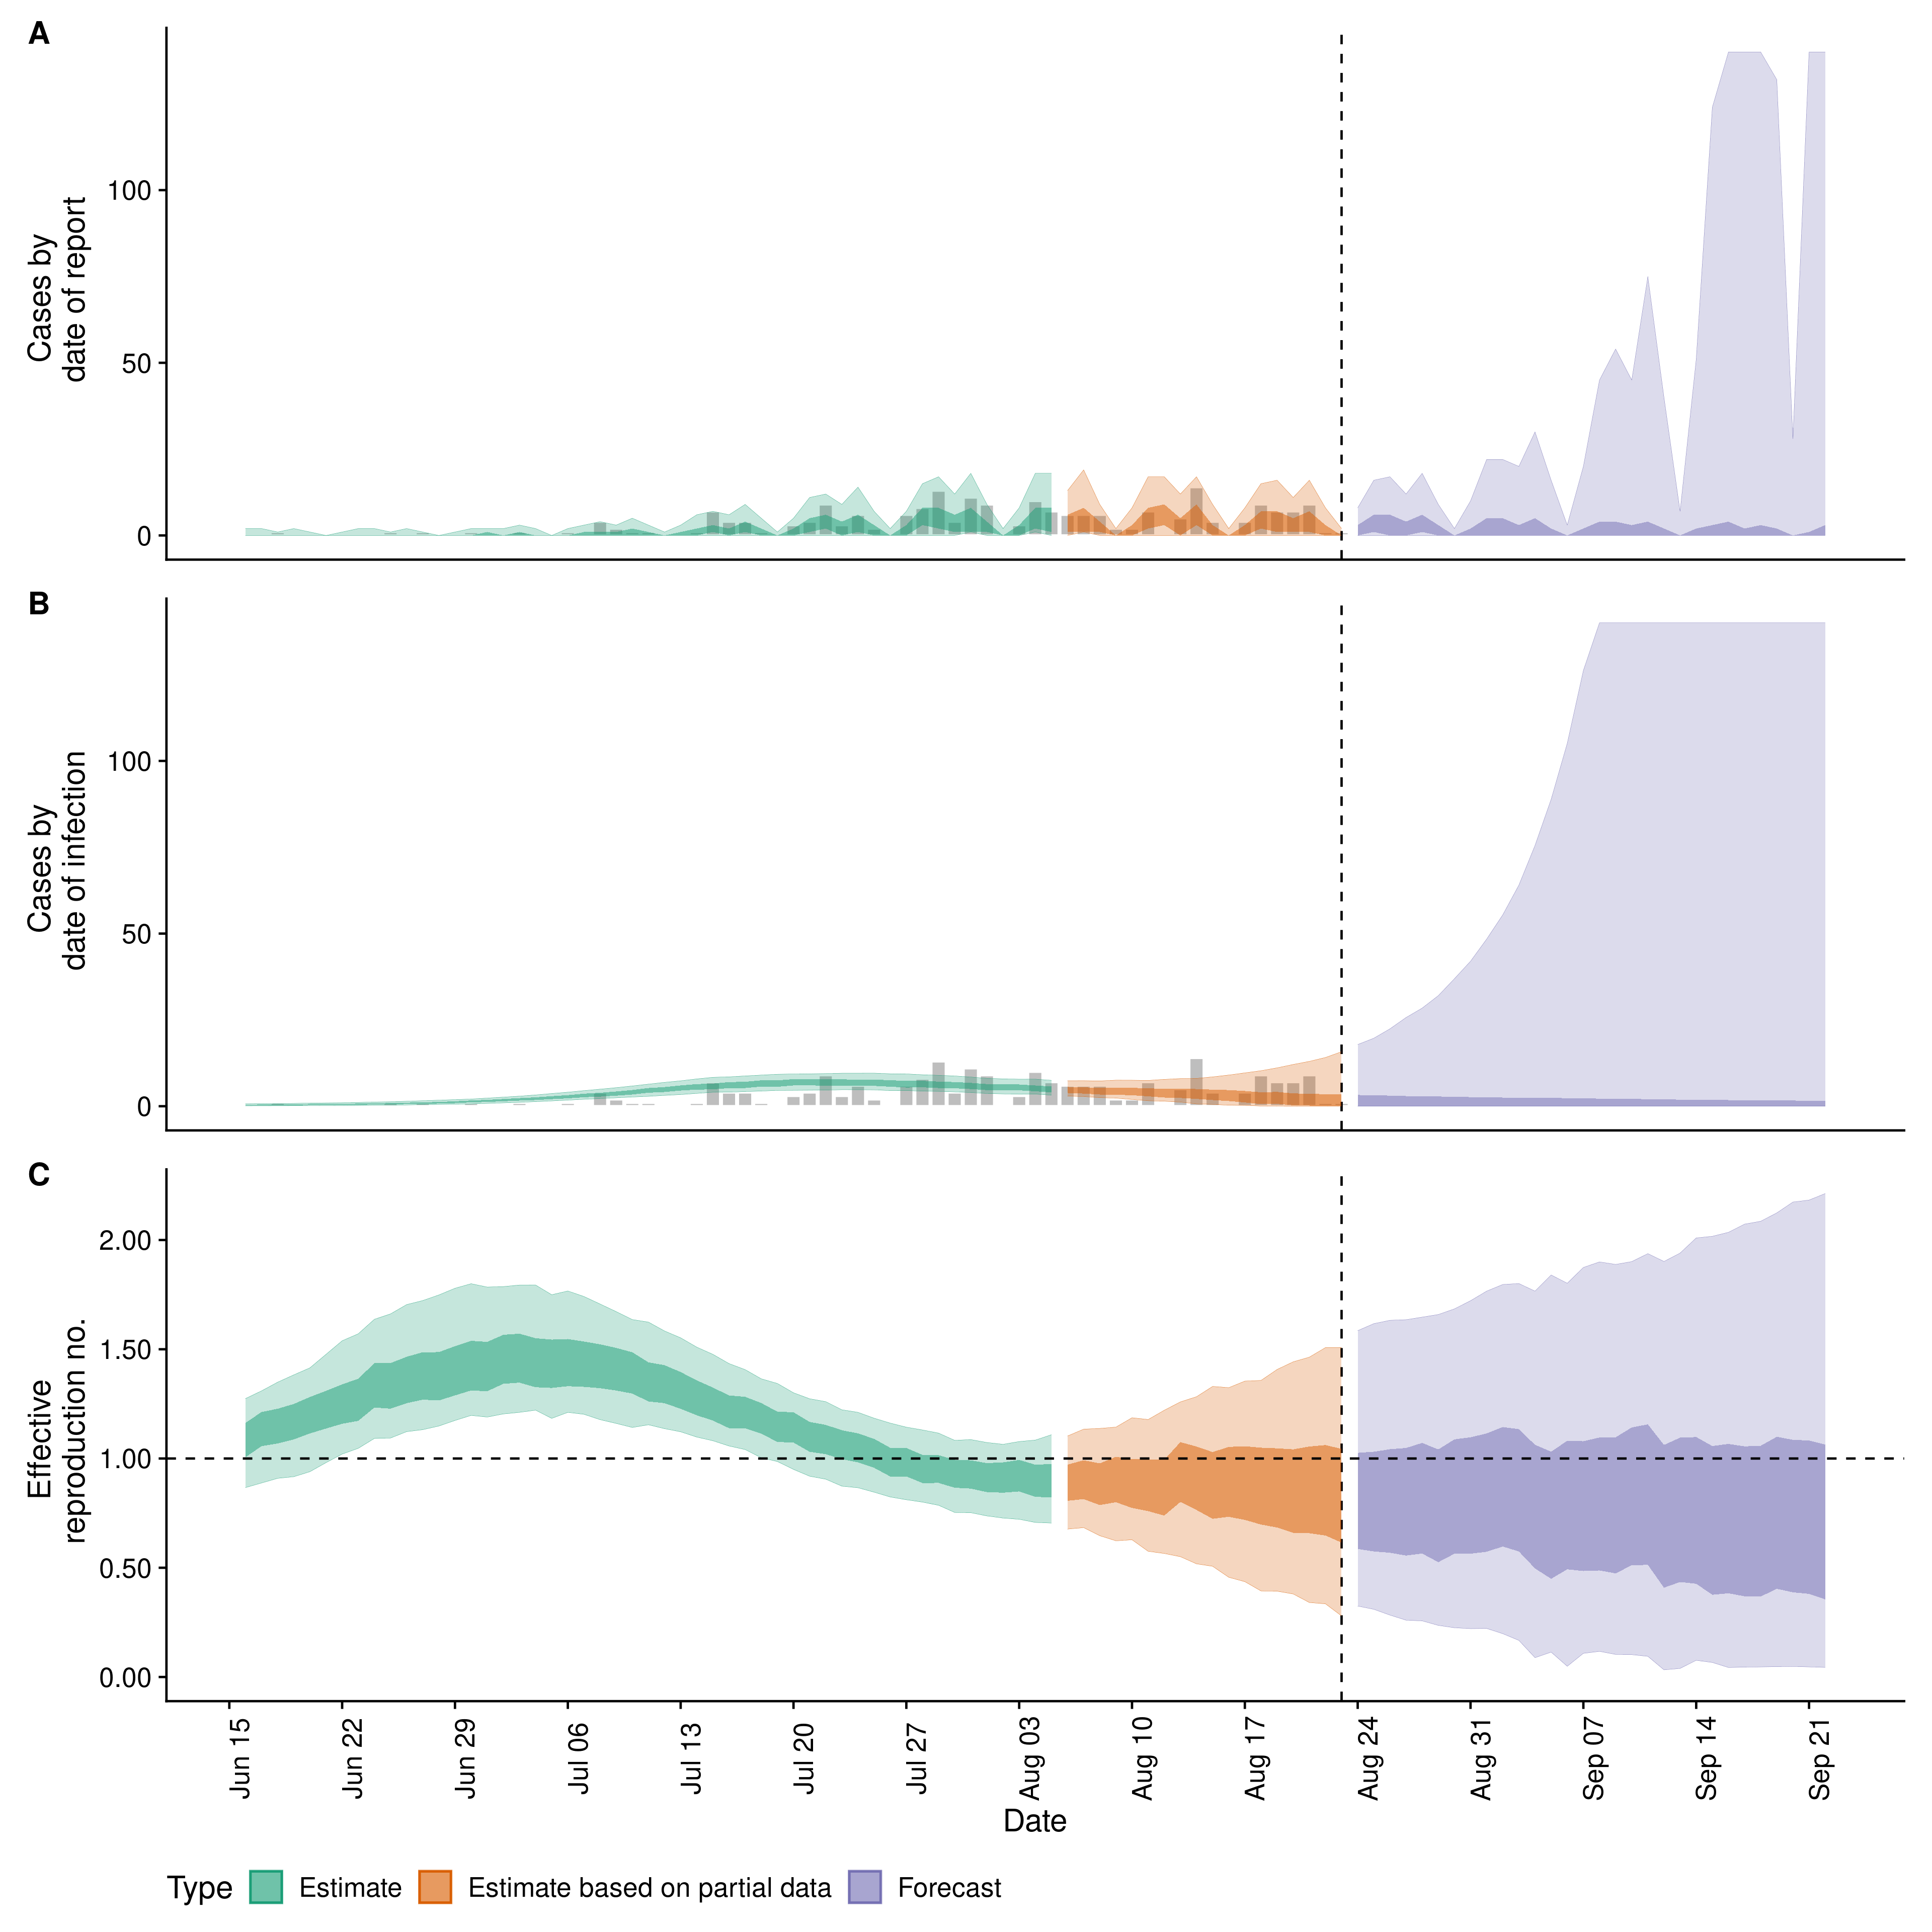 A
Cases by
date of report
100
50
0
B
Cases by
date of infection
100
50
0
C
Effective
reproduction no.
2.00
1.50
1.00
0.50
0.00
Jun 15
Jun 22
Jun 29
Jul 06
Jul 13
Jul 20
Jul 27
Aug 03
Aug 10
Aug 17
Aug 24
Aug 31
Sep 07
Sep 14
Sep 21
Date
Type Estimate Estimate based on partial data Forecast